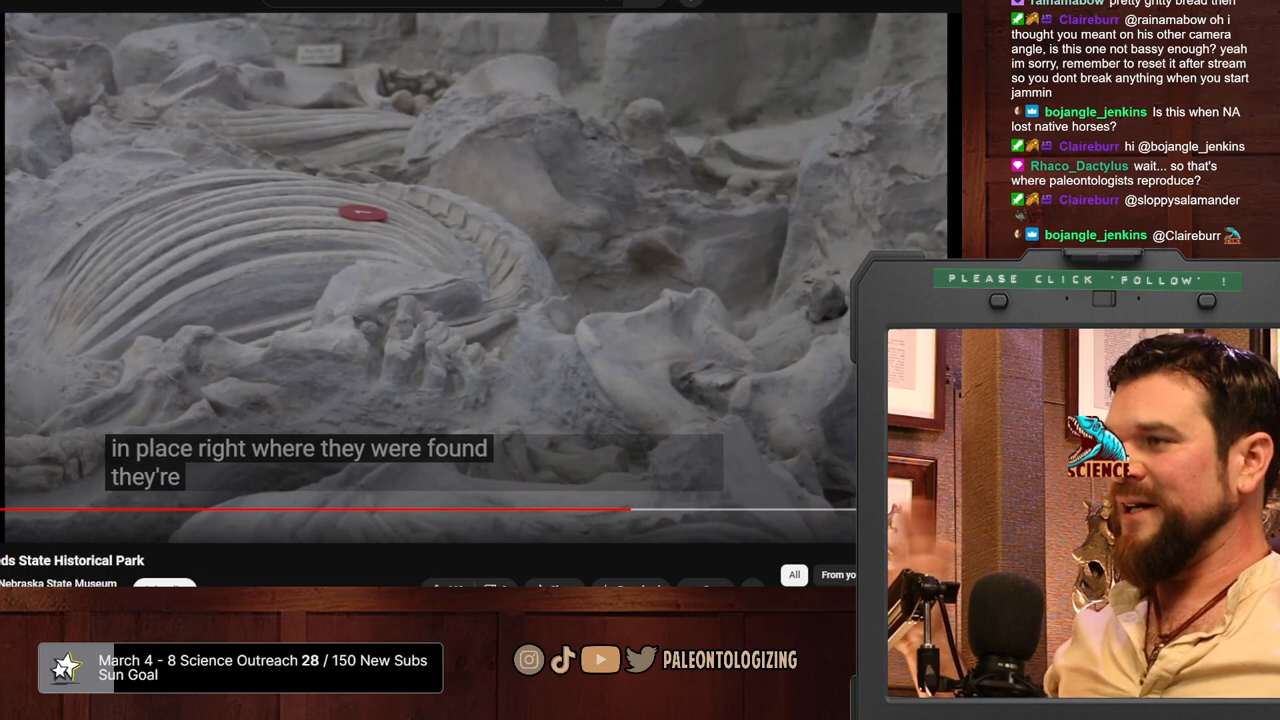 pretty gritty bread then
Claireburr @rainamabow oh i
thought you meant on his other camera
angle, is this one not bassy enough? yeah
im sorry, remember to reset it after stream
so you dont break anything when you start
jammin
bojangle_jenkins Is this when NA
lost native horses?
Claireburr hi @bojangle_jenkins
Rhaco_Dactylus wait... so that's
where paleontologists reproduce?
Claireburr @sloppysalamander
bojangle_jenkins @Claireburr
PLEASE CLICK 'FOLLOW' !
SCIENCE
in place right where they were found
they're
eds State Historical Park
Nebraska State Museum
All
From yo
March 4 - 8 Science Outreach 28 / 150 New Subs
Sun Goal
PALEONTOLOGIZING